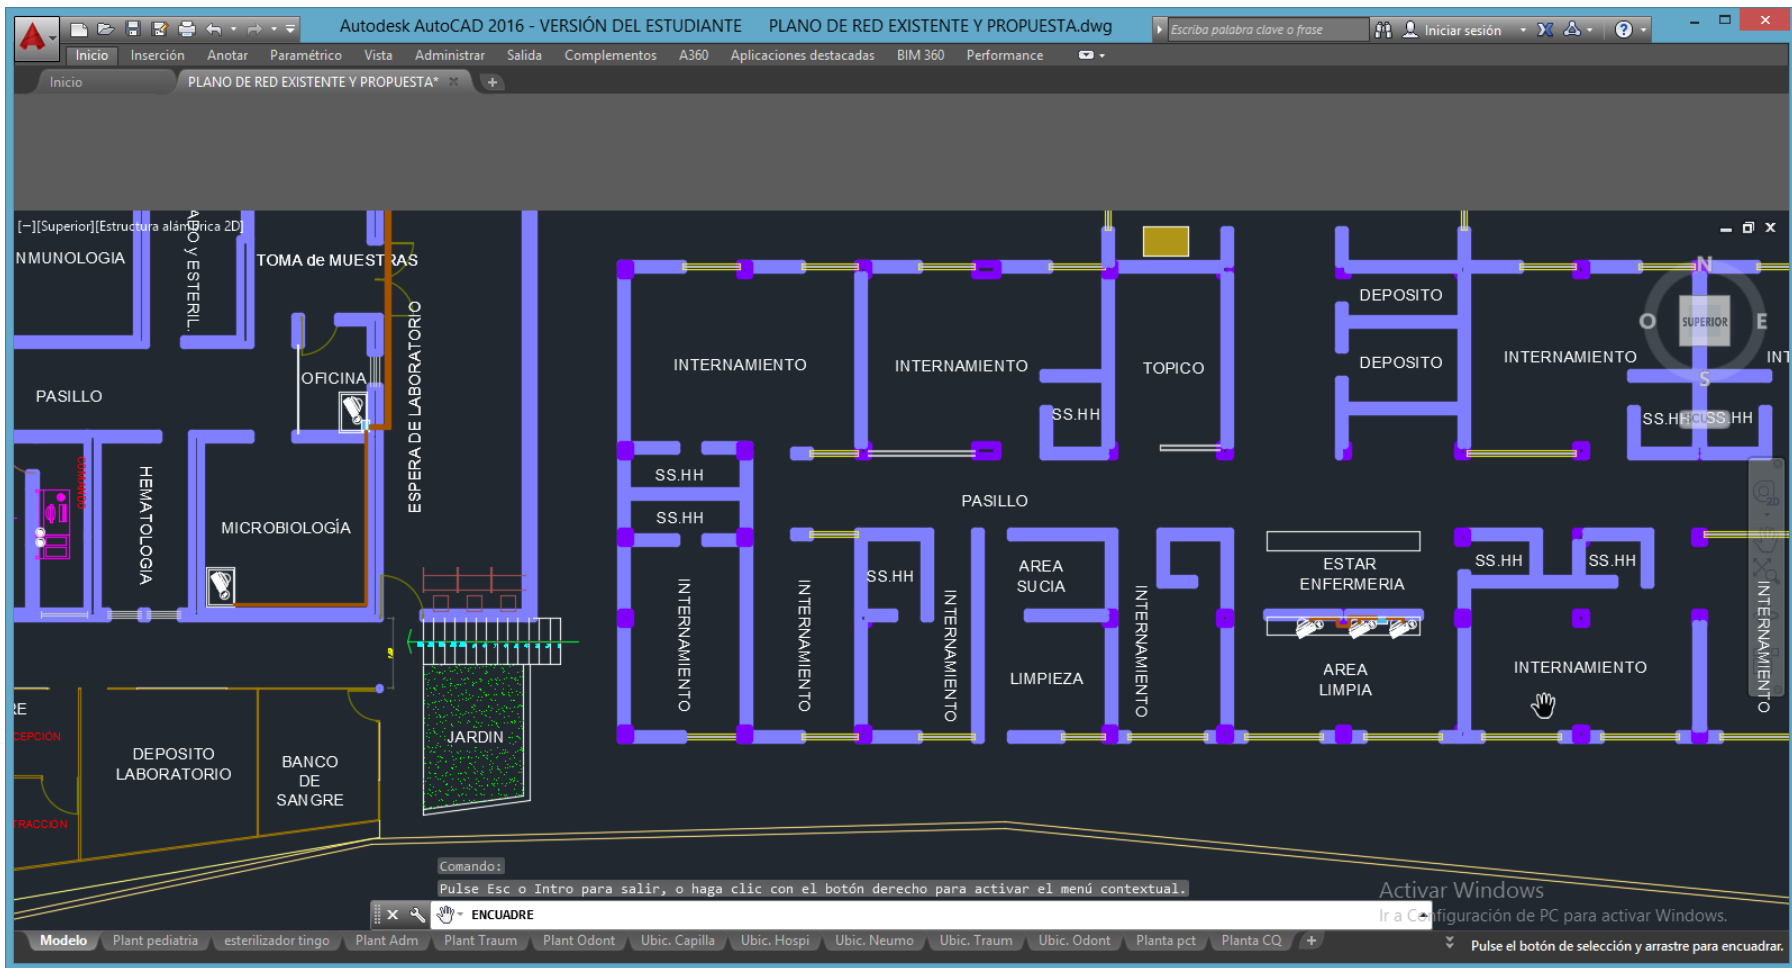 Autodesk AutoCAD 2016 - VERSIÓN DEL ESTUDIANTE PLANO DE RED EXISTENTE Y PROPUESTA.dwg
Escriba palabra clave o frase
Iniciar sesión
Inicio Inserción Anotar Paramétrico Vista Administrar Salida Complementos A360 Aplicaciones destacadas BIM 360 Performance
Inicio
PLANO DE RED EXISTENTE Y PROPUESTA*
[−][Superior][Estructura alámbrica 2D]
NMUNOLOGIA
ADO y ESTERIL.
TOMA de MUESTRAS
OFICINA
PASILLO
ESPERA DE LABORATORIO
HEMATOLOGIA
MICROBIOLOGÍA
DEPOSITO
LABORATORIO
BANCO
DE
SANGRE
JARDIN
INTERNAMIENTO
INTERNAMIENTO
SS.HH
TOPICO
DEPOSITO
DEPOSITO
INTERNAMIENTO
INT
SS.HH
SS.HH
N
O
SUPERIOR
E
S
SS.HH
SS.HH
PASILLO
INTERNAMIENTO
INTERNAMIENTO
SS.HH
INTERNAMIENTO
AREA
SUCIA
LIMPIEZA
INTERNAMIENTO
ESTAR
ENFERMERIA
AREA
LIMPIA
SS.HH
SS.HH
INTERNAMIENTO
INTERNAMIENTO
RE
CEPCIÓN
TRACCIÓN
Comando:
Pulse Esc o Intro para salir, o haga clic con el botón derecho para activar el menú contextual.
ENCUADRE
Activar Windows
Ir a Configuración de PC para activar Windows.
Modelo Plant pediatria esterilizador tingo Plant Adm Plant Traum Plant Odont Ubic. Capilla Ubic. Hospi Ubic. Neumo Ubic. Traum Ubic. Odont Planta pct Planta CQ
Pulse el botón de selección y arrastre para encuadrar.